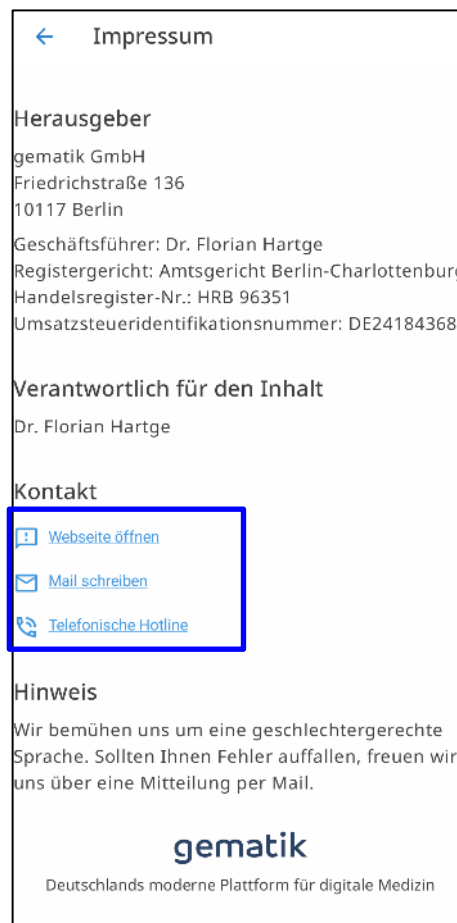 Impressum
Herausgeber
gematik GmbH
Friedrichstraße 136
10117 Berlin
Geschäftsführer: Dr. Florian Hartge
Registergericht: Amtsgericht Berlin-Charlottenburg
Handelsregister-Nr.: HRB 96351
Umsatzsteueridentifikationsnummer: DE24184368
Verantwortlich für den Inhalt
Dr. Florian Hartge
Kontakt
Webseite öffnen
Mail schreiben
Telefonische Hotline
Hinweis
Wir bemühen uns um eine geschlechtergerechte
Sprache. Sollten Ihnen Fehler auffallen, freuen wir
uns über eine Mitteilung per Mail.
gematik
Deutschlands moderne Plattform für digitale Medizin